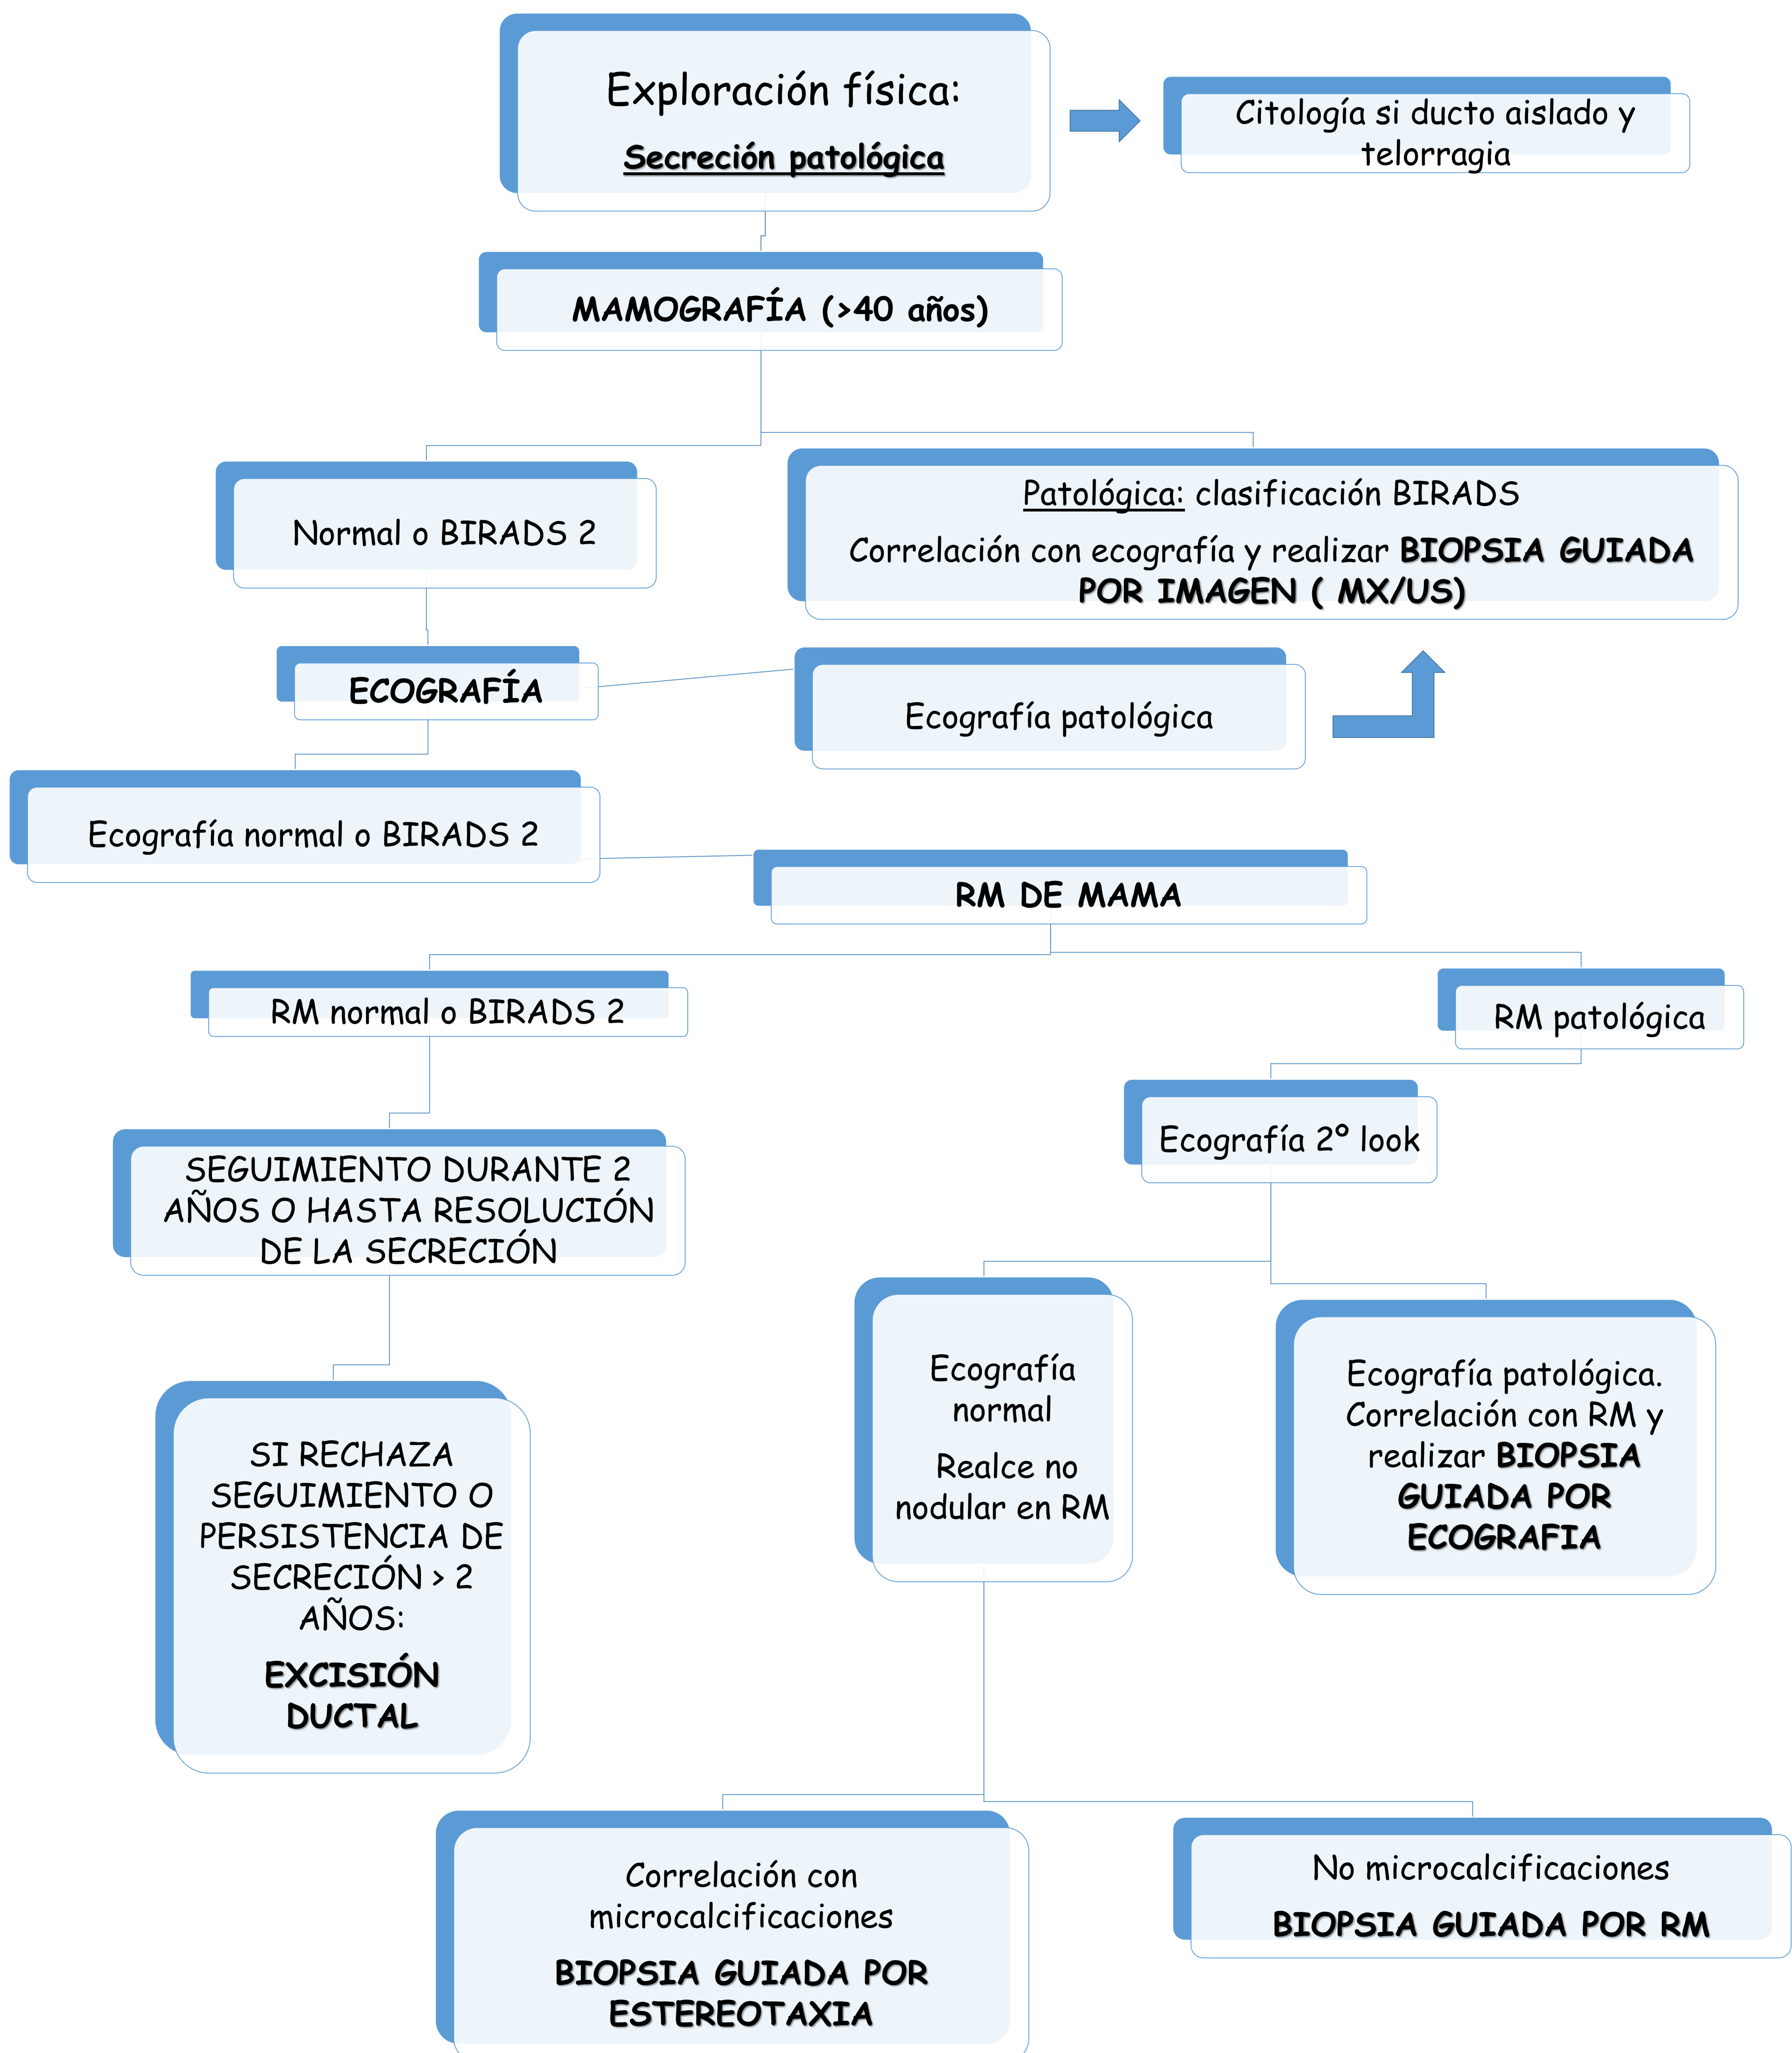 Exploración física:
Secreción patológica
Citología si ducto aislado y
telorragia
MAMOGRAFÍA (>40 años)
Normal o BIRADS 2
Patológica: clasificación BIRADS
Correlación con ecografía y realizar BIOPSIA GUIADA
POR IMAGEN ( MX/US)
ECOGRAFÍA
Ecografía patológica
Ecografía normal o BIRADS 2
RM DE MAMA
RM normal o BIRADS 2
RM patológica
Ecografía 2º look
SEGUIMIENTO DURANTE 2
AÑOS O HASTA RESOLUCIÓN
DE LA SECRECIÓN
Ecografía
normal
Realce no
nodular en RM
Ecografía patológica.
Correlación con RM y
realizar BIOPSIA
GUIADA POR
ECOGRAFIA
SI RECHAZA
SEGUIMIENTO O
PERSISTENCIA DE
SECRECIÓN > 2
AÑOS:
EXCISIÓN
DUCTAL
Correlación con
microcalcificaciones
BIOPSIA GUIADA POR
ESTEREOTAXIA
No microcalcificaciones
BIOPSIA GUIADA POR RM